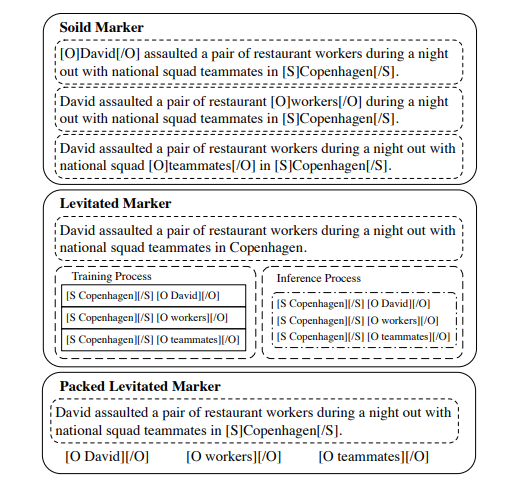 Soild Marker
[O]David[/O] assaulted a pair of restaurant workers during a night
out with national squad teammates in [S]Copenhagen[/S].
David assaulted a pair of restaurant [O]workers[/O] during a night
out with national squad teammates in [S]Copenhagen[/S].
David assaulted a pair of restaurant workers during a night out with
national squad [O]teammates[/O] in [S]Copenhagen[/S].
Levitated Marker
David assaulted a pair of restaurant workers during a night out with
national squad teammates in Copenhagen.
Training Process
[S Copenhagen][/S] [O David][/O]
[S Copenhagen][/S] [O workers][/O]
[S Copenhagen][/S] [O teammates][/O]
Inference Process
[S Copenhagen][/S] [O David][/O]
[S Copenhagen][/S] [O workers][/O]
[S Copenhagen][/S] [O teammates][/O]
Packed Levitated Marker
David assaulted a pair of restaurant workers during a night out with
national squad teammates in [S]Copenhagen[/S].
[O David][/O] [O workers][/O] [O teammates][/O]